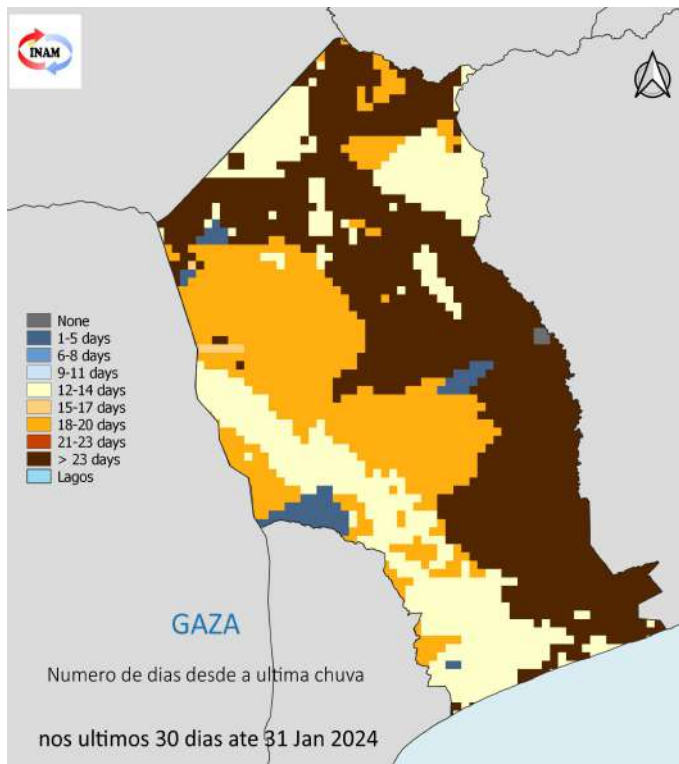 INAM
None
1-5 days
6-8 days
9-11 days
12-14 days
15-17 days
18-20 days
21-23 days
> 23 days
Lagos
GAZA
Numero de dias desde a ultima chuva
nos ultimos 30 dias ate 31 Jan 2024